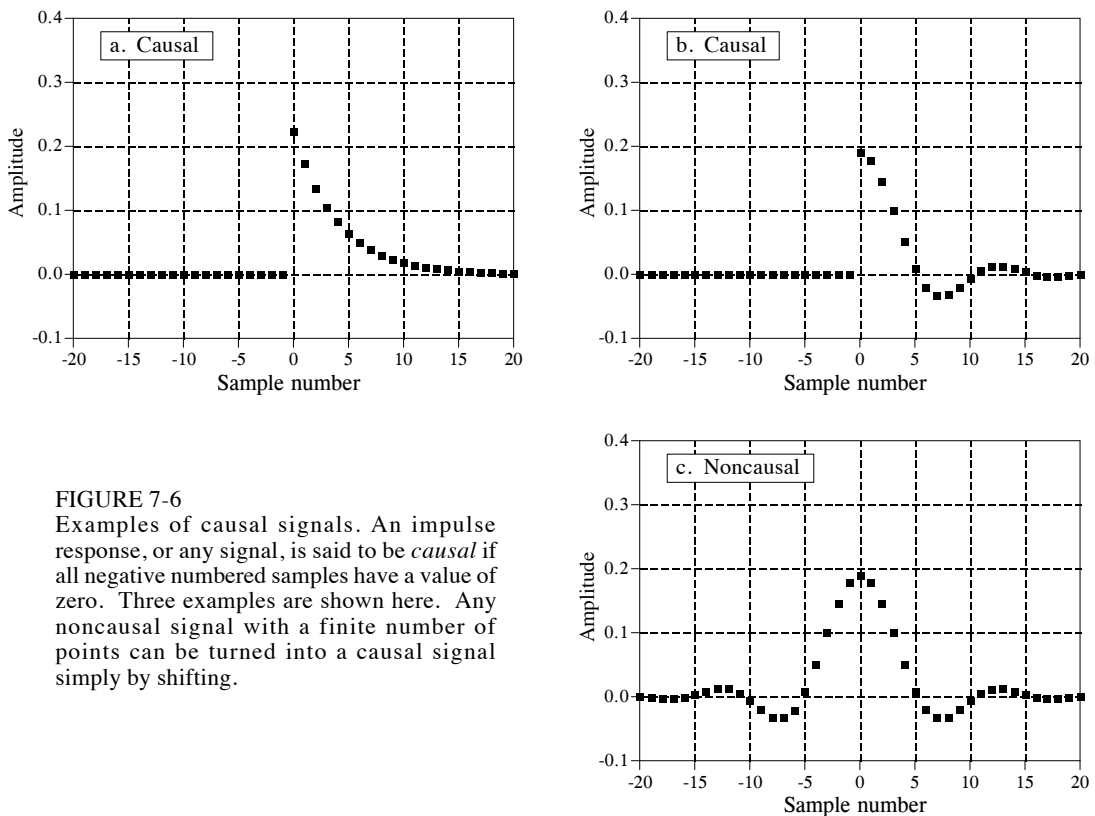 a. Causal
Amplitude
0.4
0.3
0.2
0.1
0.0
-0.1
-20 -15 -10 -5 0 5 10 15 20
Sample number
b. Causal
Amplitude
0.4
0.3
0.2
0.1
0.0
-0.1
-20 -15 -10 -5 0 5 10 15 20
Sample number
FIGURE 7-6
Examples of causal signals. An impulse
response, or any signal, is said to be causal if
all negative numbered samples have a value of
zero. Three examples are shown here. Any
noncausal signal with a finite number of
points can be turned into a causal signal
simply by shifting.
c. Noncausal
Amplitude
0.4
0.3
0.2
0.1
0.0
-0.1
-20 -15 -10 -5 0 5 10 15 20
Sample number